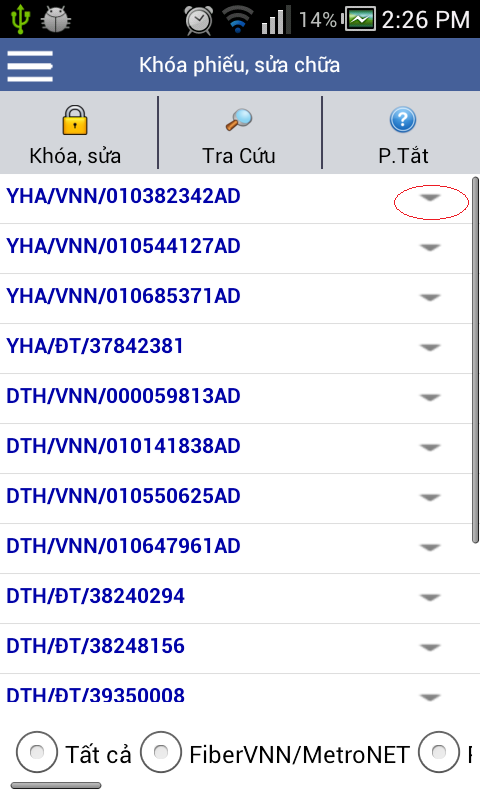 14% 2:26 PM
Khóa phiếu, sửa chữa
Khóa, sửa Tra Cứu P.Tắt
YHA/VNN/010382342AD
YHA/VNN/010544127AD
YHA/VNN/010685371AD
YHA/ĐT/37842381
DTH/VNN/000059813AD
DTH/VNN/010141838AD
DTH/VNN/010550625AD
DTH/VNN/010647961AD
DTH/ĐT/38240294
DTH/ĐT/38248156
DTH/ĐT/39350008
Tất cả FiberVNN/MetroNET